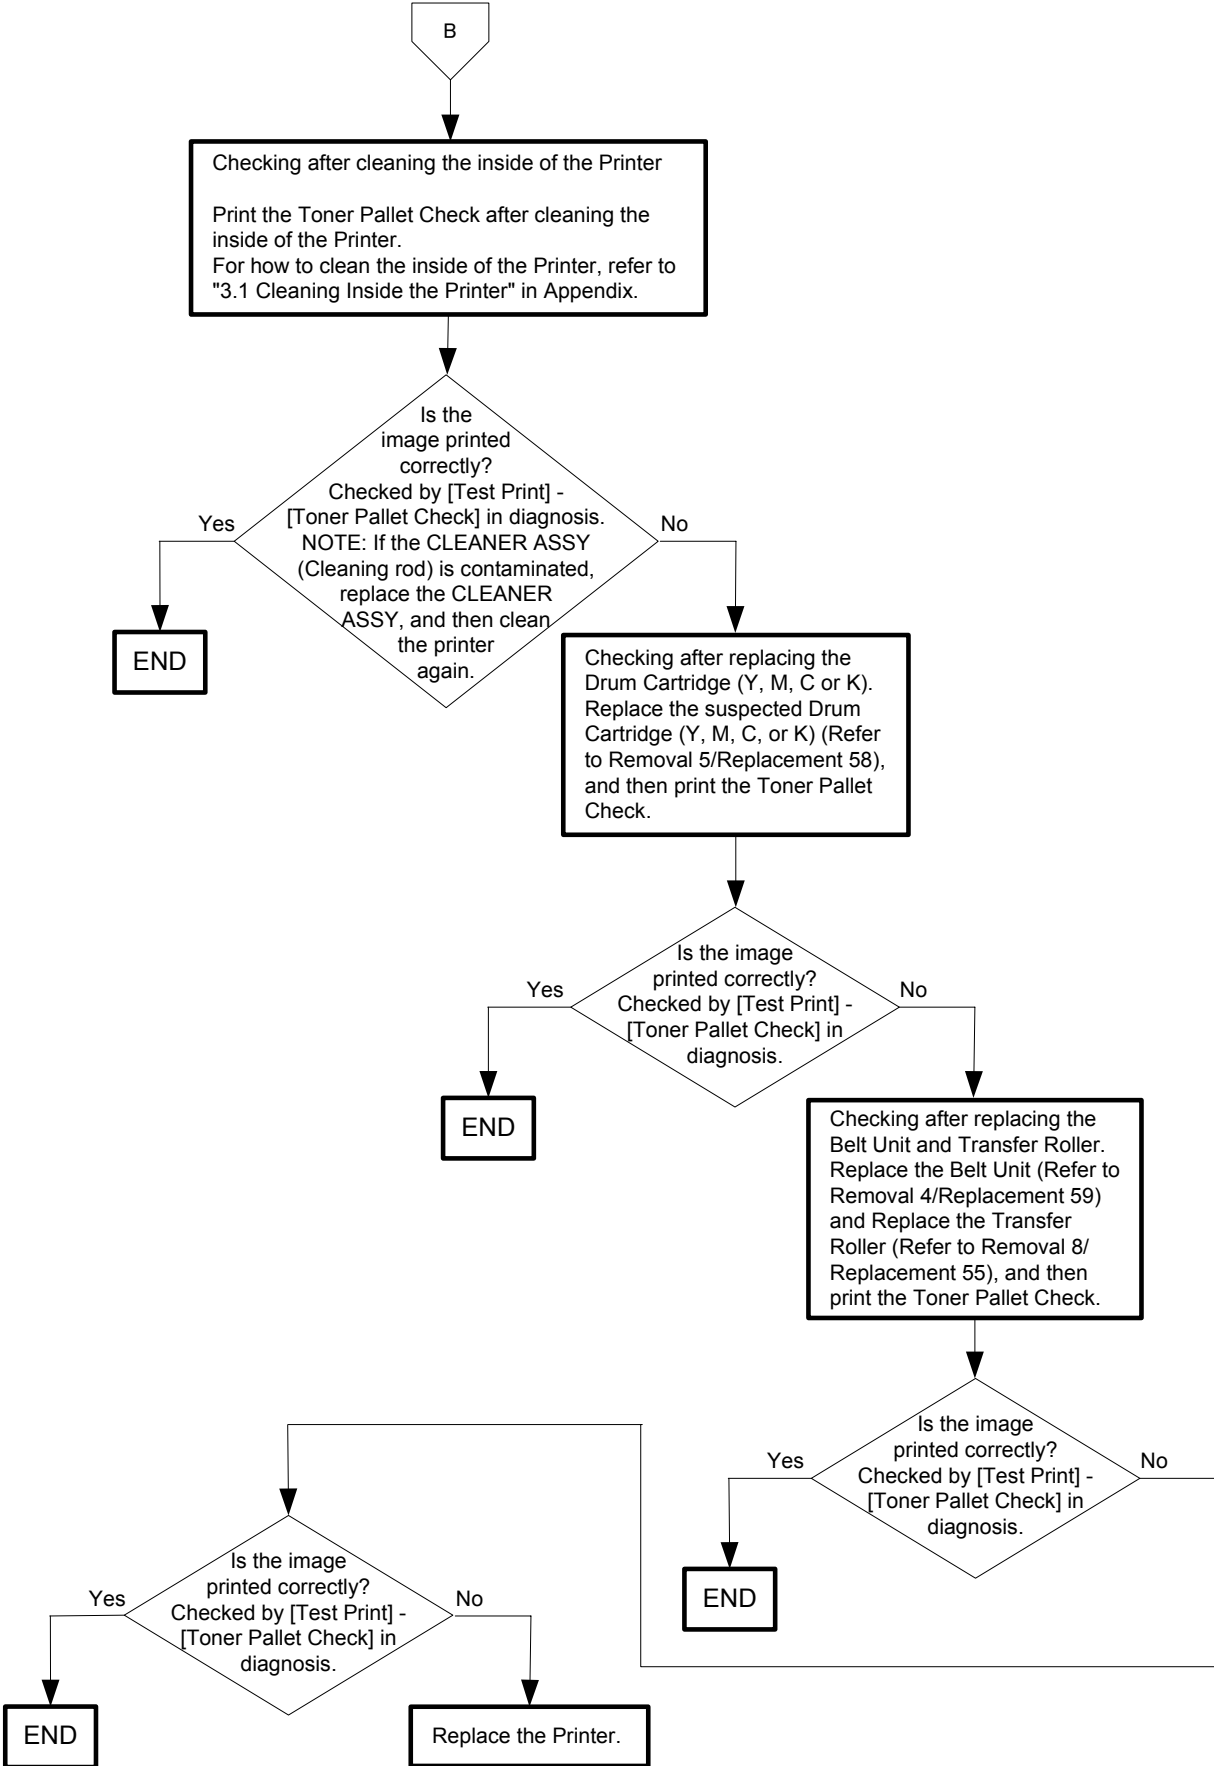 B
Checking after cleaning the inside of the Printer
Print the Toner Pallet Check after cleaning the
inside of the Printer.
For how to clean the inside of the Printer, refer to
"3.1 Cleaning Inside the Printer" in Appendix.
Is the
image printed
correctly?
Checked by [Test Print] -
[Toner Pallet Check] in diagnosis.
NOTE: If the CLEANER ASSY
(Cleaning rod) is contaminated,
replace the CLEANER
ASSY, and then clean
the printer
again.
Yes
No
END
Checking after replacing the
Drum Cartridge (Y, M, C or K).
Replace the suspected Drum
Cartridge (Y, M, C, or K) (Refer
to Removal 5/Replacement 58),
and then print the Toner Pallet
Check.
Is the image
printed correctly?
Checked by [Test Print] -
[Toner Pallet Check] in
diagnosis.
Yes
No
END
Checking after replacing the
Belt Unit and Transfer Roller.
Replace the Belt Unit (Refer to
Removal 4/Replacement 59)
and Replace the Transfer
Roller (Refer to Removal 8/
Replacement 55), and then
print the Toner Pallet Check.
Is the image
printed correctly?
Checked by [Test Print] -
[Toner Pallet Check] in
diagnosis.
Yes
No
END
Is the image
printed correctly?
Checked by [Test Print] -
[Toner Pallet Check] in
diagnosis.
Yes
No
END
Replace the Printer.